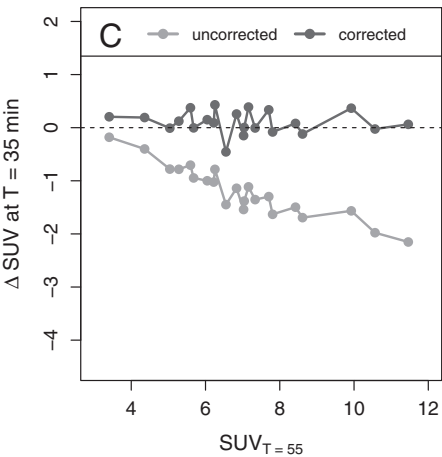 C uncorrected corrected
2
1
0
−1
−2
−3
−4
Δ SUV at T = 35 min
4 6 8 10 12
SUVT = 55